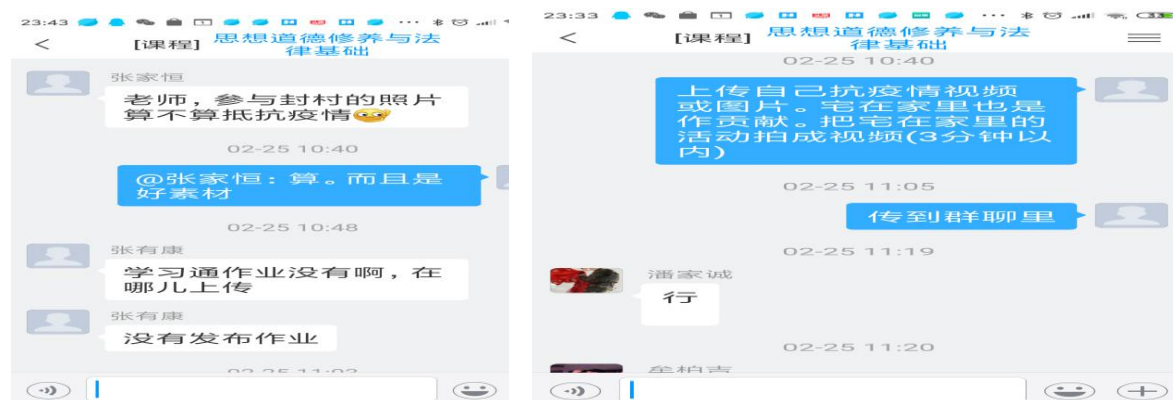 23:43
[课程] 思想道德修养与法
律基础
张家恒
老师，参与封村的照片
算不算抵抗疫情
02-25 10:40
@张家恒：算。而且是
好素材
02-25 10:48
张有康
学习通作业没有啊，在
哪儿上传
张有康
没有发布作业
02-25 11:02
23:33
[课程] 思想道德修养与法
律基础
02-25 10:40
上传自己抗疫情视频
或图片。宅在家里也是
作贡献。把宅在家里的
活动拍成视频(3分钟以
内)
02-25 11:05
传到群聊里
02-25 11:19
潘家诚
行
02-25 11:20
牟柏吉